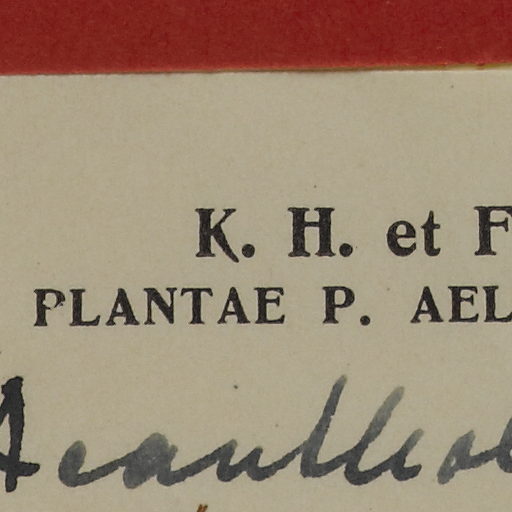 K. H. et F
PLANTAE P. AEL